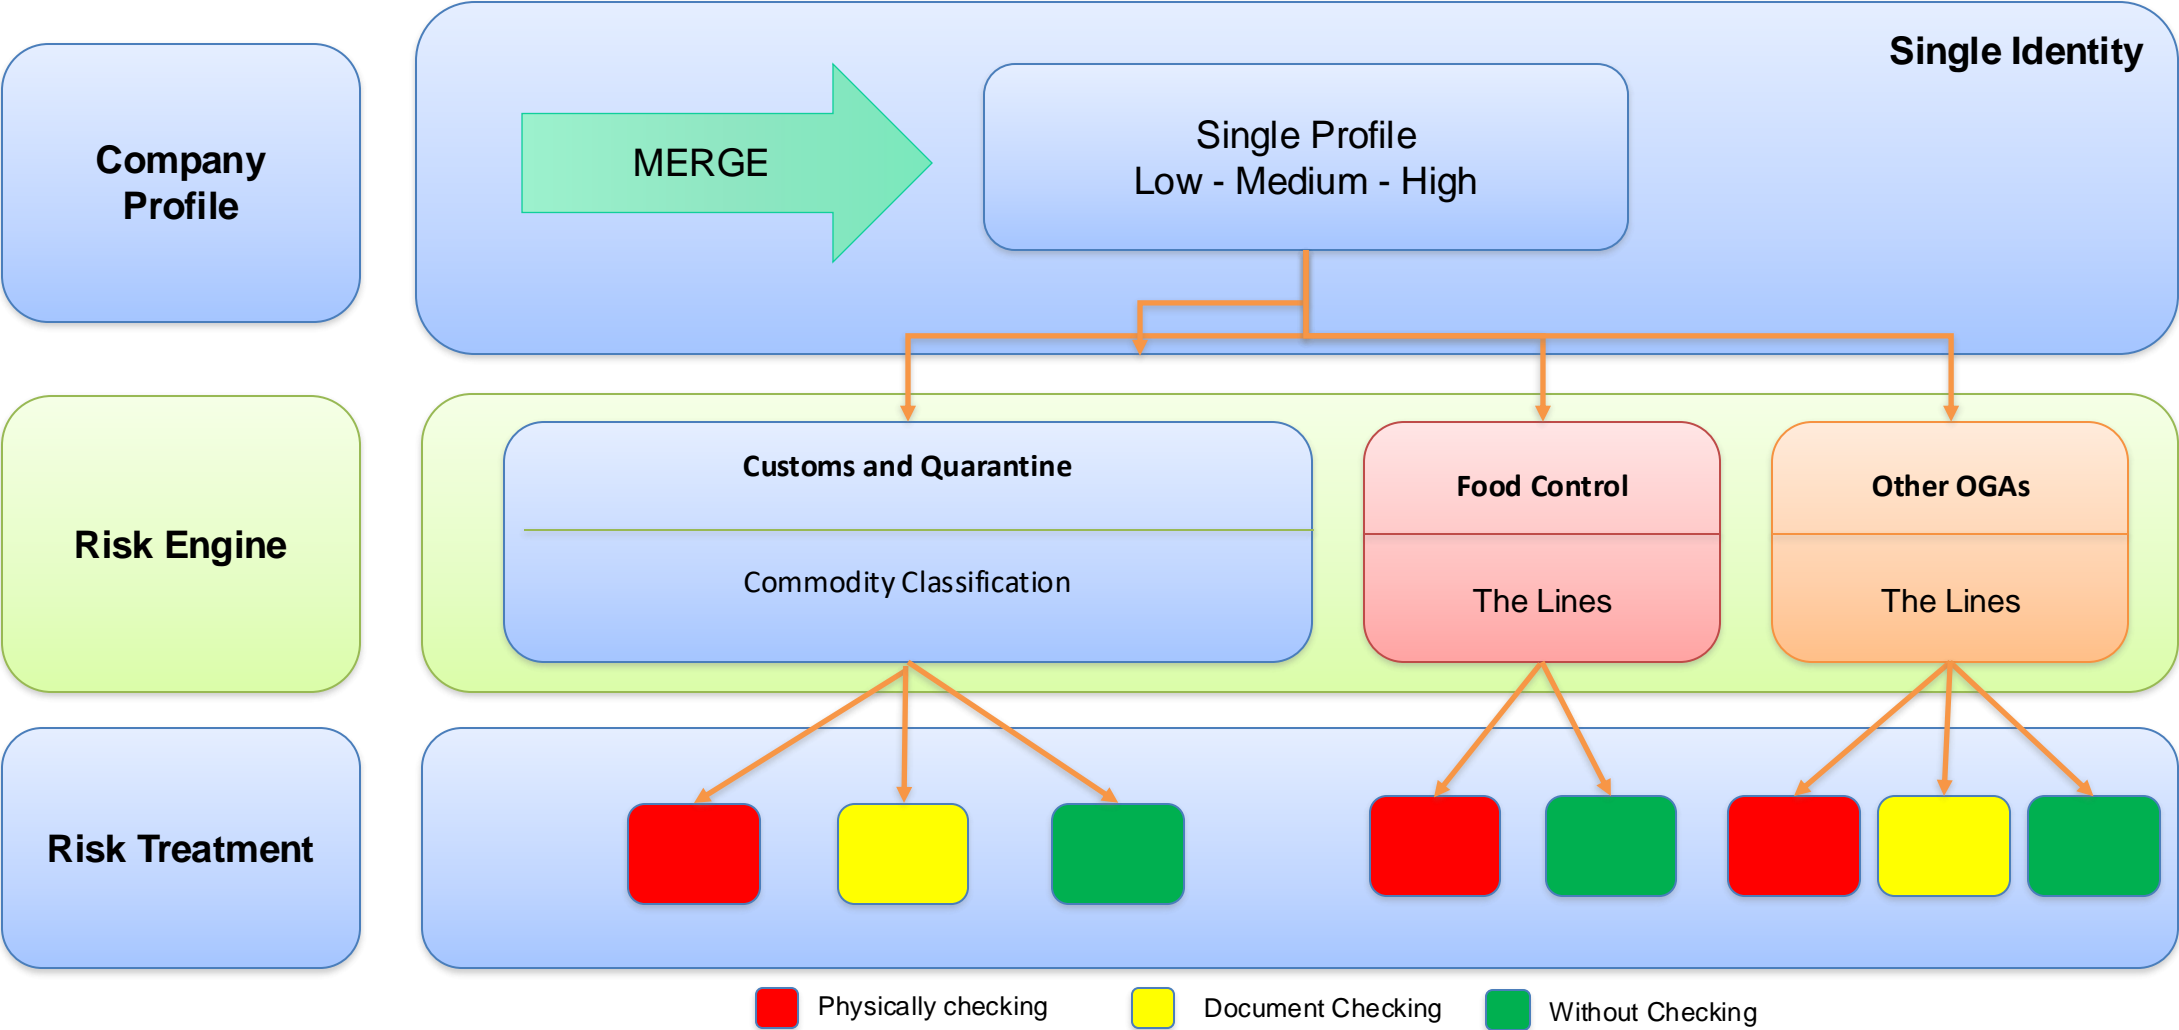 Single Identity
Company
Profile
MERGE
Single Profile
Low - Medium - High
Risk Engine
Customs and Quarantine
Commodity Classification
Food Control
The Lines
Other OGAs
The Lines
Risk Treatment
Physically checking
Document Checking
Without Checking